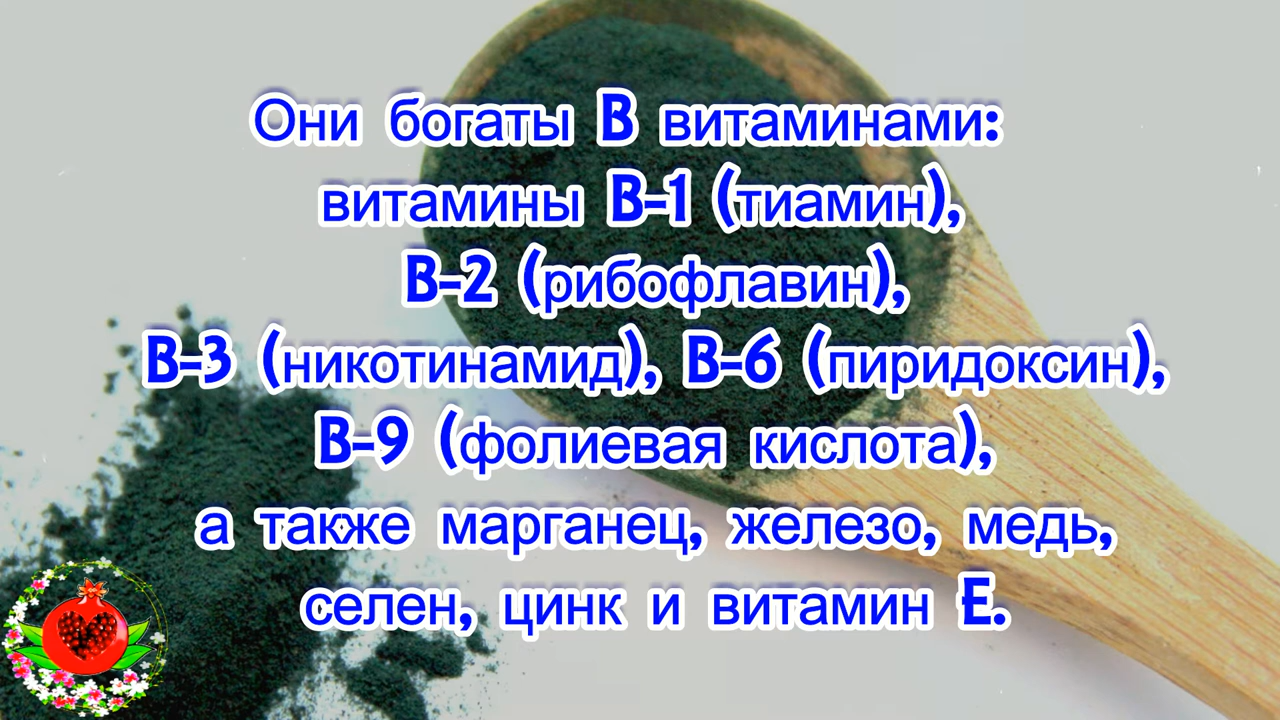 Они богаты В витаминами:
витамины В-1 (тиамин),
В-2 (рибофлавин),
В-3 (никотинамид), В-6 (пиридоксин),
В-9 (фолиевая кислота),
а также марганец, железо, медь,
селен, цинк и витамин Е.